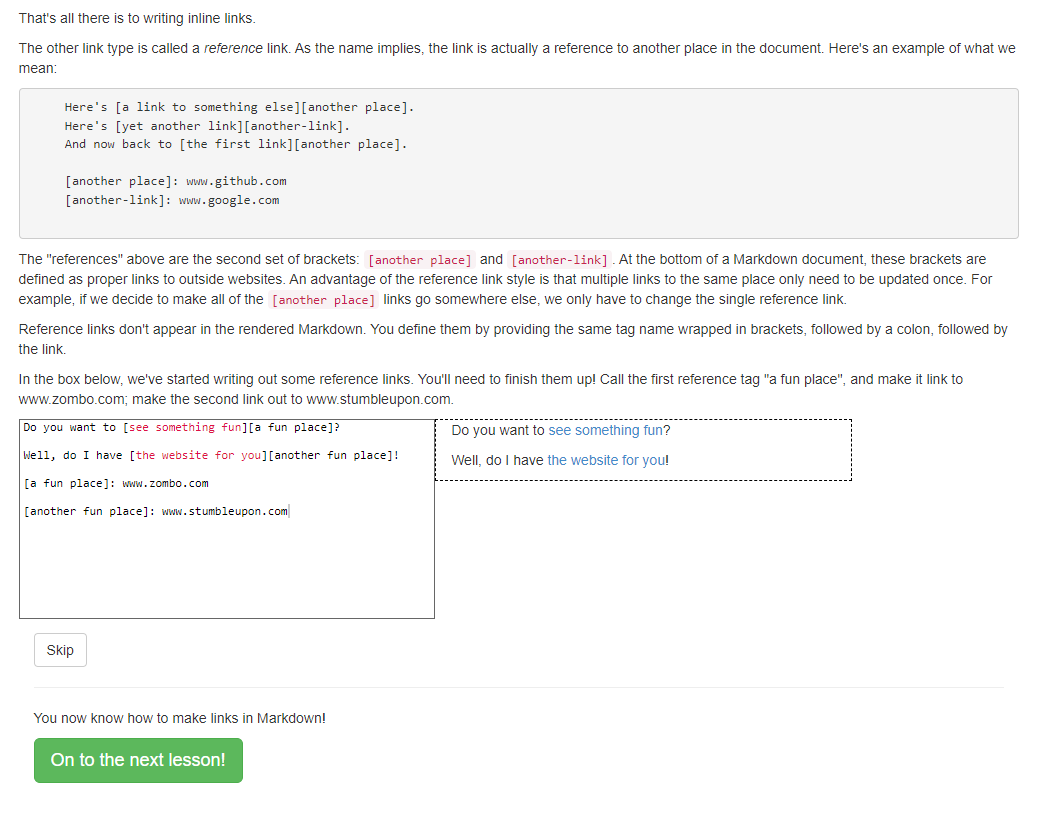 That's all there is to writing inline links.
The other link type is called a reference link. As the name implies, the link is actually a reference to another place in the document. Here's an example of what we
mean:
Here's [a link to something else][another place].
Here's [yet another link][another-link].
And now back to [the first link][another place].
[another place]: www.github.com
[another-link]: www.google.com
The "references" above are the second set of brackets: [another place] and [another-link]. At the bottom of a Markdown document, these brackets are
defined as proper links to outside websites. An advantage of the reference link style is that multiple links to the same place only need to be updated once. For
example, if we decide to make all of the [another place] links go somewhere else, we only have to change the single reference link.
Reference links don't appear in the rendered Markdown. You define them by providing the same tag name wrapped in brackets, followed by a colon, followed by
the link.
In the box below, we've started writing out some reference links. You'll need to finish them up! Call the first reference tag "a fun place", and make it link to
www.zombo.com; make the second link out to www.stumbleupon.com.
Do you want to [see something fun][a fun place]?
Well, do I have [the website for you][another fun place]!
[a fun place]: www.zombo.com
[another fun place]: www.stumbleupon.com
Do you want to see something fun?
Well, do I have the website for you!
Skip
You now know how to make links in Markdown!
On to the next lesson!